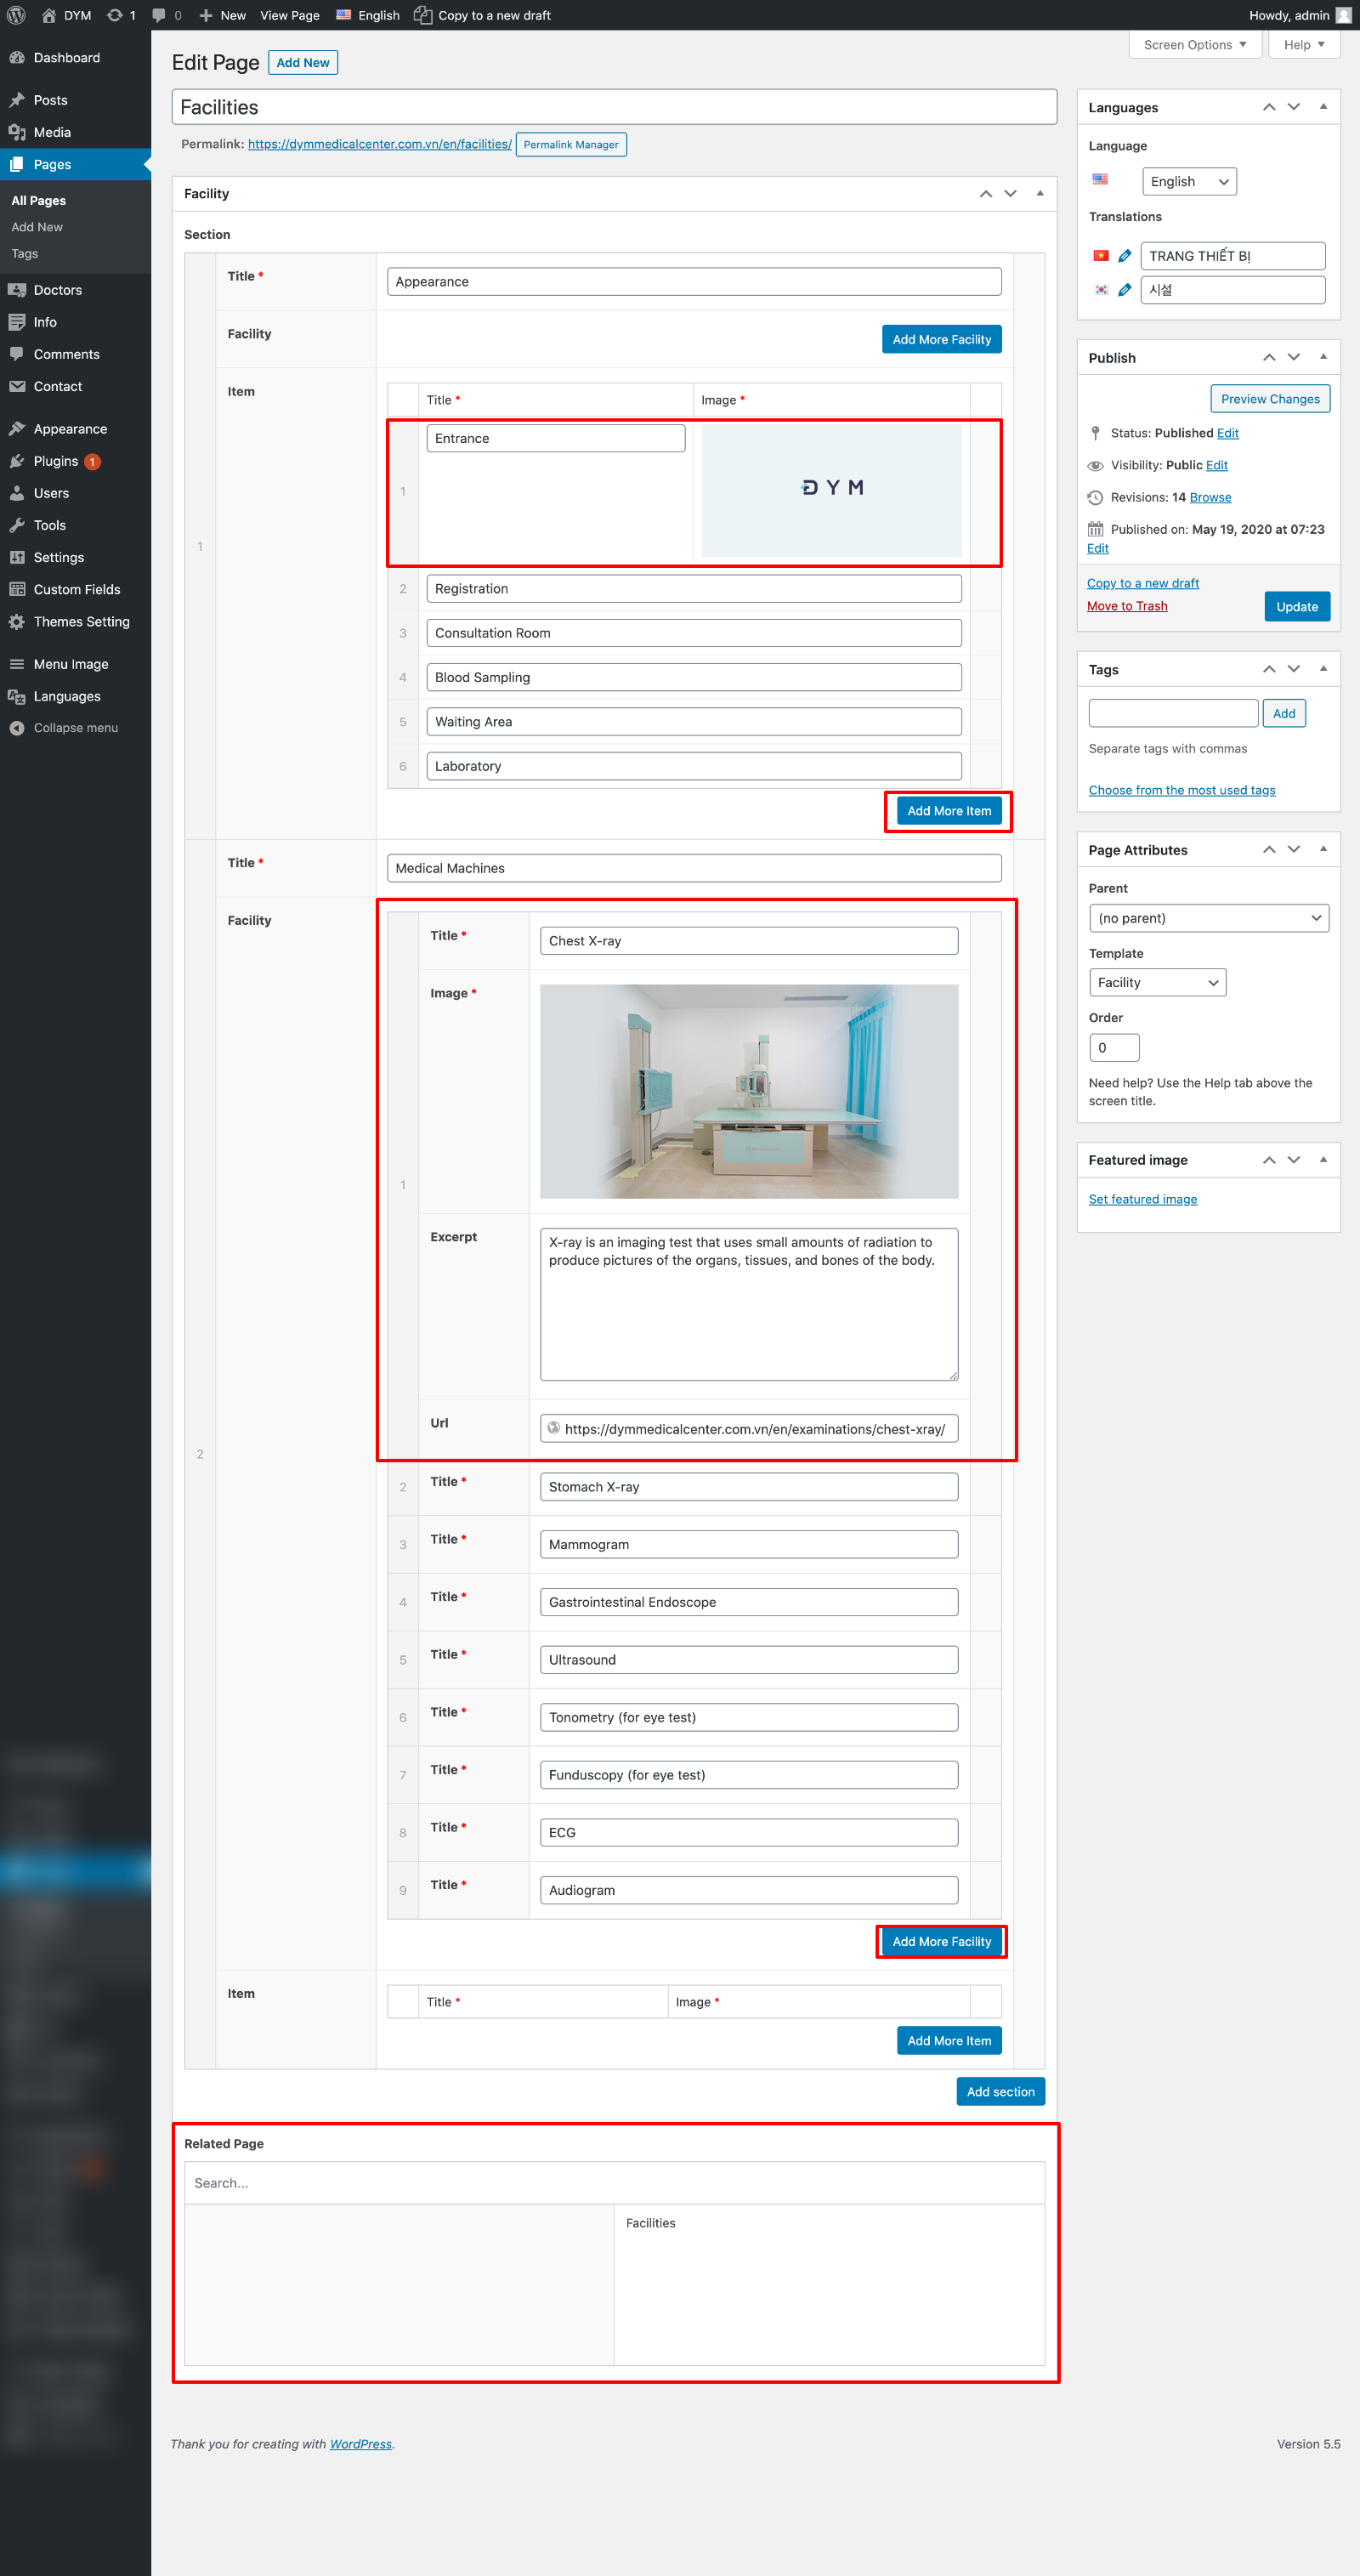 DYM
1
0
New
View Page
English
Copy to a new draft
Howdy, admin
Dashboard
Posts
Media
Pages
All Pages
Add New
Tags
Doctors
Info
Comments
Contact
Appearance
Plugins 1
Users
Tools
Settings
Custom Fields
Themes Setting
Menu Image
Languages
Collapse menu
Screen Options
Help
Edit Page
Add New
Facilities
Permalink: https://dymmedicalcenter.com.vn/en/facilities/
Permalink Manager
Facility
Section
1
Title *
Appearance
Facility
Add More Facility
Item
Title *
Image *
1
Entrance
DYM
2
Registration
3
Consultation Room
4
Blood Sampling
5
Waiting Area
6
Laboratory
Add More Item
2
Title *
Medical Machines
Facility
1
Title *
Chest X-ray
Image *
Excerpt
X-ray is an imaging test that uses small amounts of radiation to
produce pictures of the organs, tissues, and bones of the body.
Url
https://dymmedicalcenter.com.vn/en/examinations/chest-xray/
2
Title *
Stomach X-ray
3
Title *
Mammogram
4
Title *
Gastrointestinal Endoscope
5
Title *
Ultrasound
6
Title *
Tonometry (for eye test)
7
Title *
Funduscopy (for eye test)
8
Title *
ECG
9
Title *
Audiogram
Add More Facility
Item
Title *
Image *
Add More Item
Add section
Related Page
Search...
Facilities
Languages
Language
English
Translations
TRANG THIẾT BỊ
시설
Publish
Preview Changes
Status: Published Edit
Visibility: Public Edit
Revisions: 14 Browse
Published on: May 19, 2020 at 07:23
Edit
Copy to a new draft
Move to Trash
Update
Tags
Add
Separate tags with commas
Choose from the most used tags
Page Attributes
Parent
(no parent)
Template
Facility
Order
0
Need help? Use the Help tab above the
screen title.
Featured image
Set featured image
Thank you for creating with WordPress.
Version 5.5